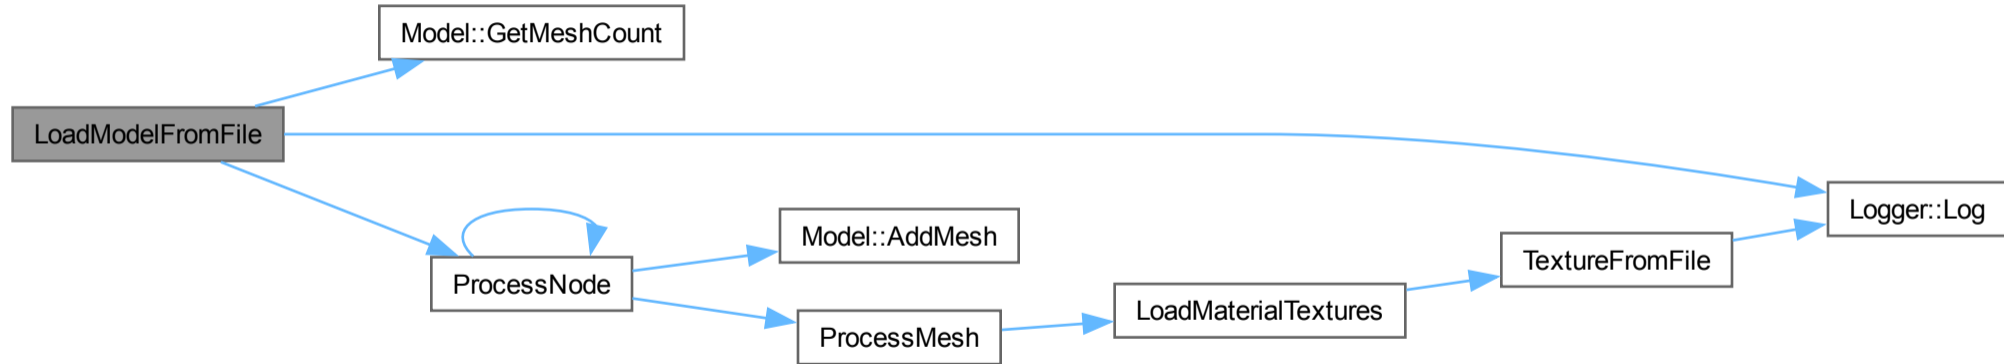 Model::GetMeshCount
LoadModelFromFile
Logger::Log
Model::AddMesh
TextureFromFile
ProcessNode
LoadMaterialTextures
ProcessMesh